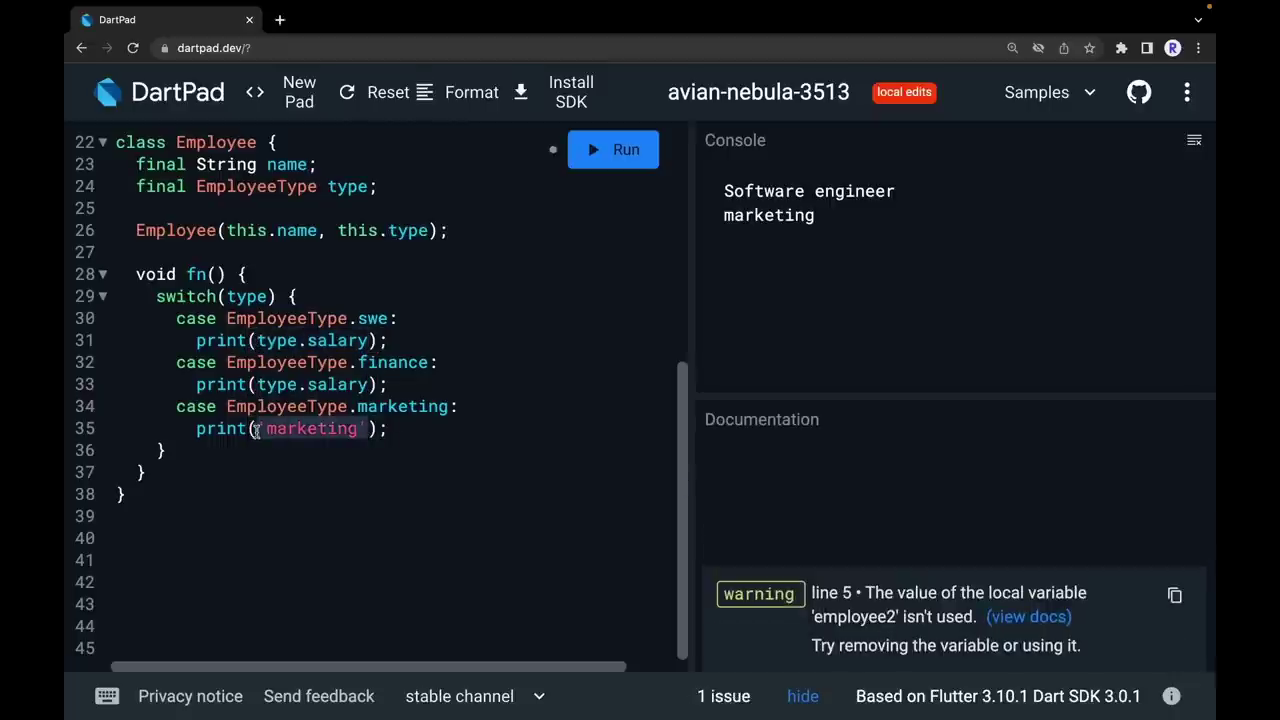 DartPad
dartpad.dev/?
R
DartPad
New Pad
Reset
Format
Install SDK
avian-nebula-3513
local edits
Samples
22 class Employee {
23 final String name;
24 final EmployeeType type;
25
26 Employee(this.name, this.type);
27
28 void fn() {
29 switch(type) {
30 case EmployeeType.swe:
31 print(type.salary);
32 case EmployeeType.finance:
33 print(type.salary);
34 case EmployeeType.marketing:
35 print('marketing');
36 }
37 }
38 }
39
40
41
42
43
44
45
Run
Console
Software engineer
marketing
Documentation
warning
line 5 • The value of the local variable
'employee2' isn't used. (view docs)
Try removing the variable or using it.
Privacy notice
Send feedback
stable channel
1 issue
hide
Based on Flutter 3.10.1 Dart SDK 3.0.1